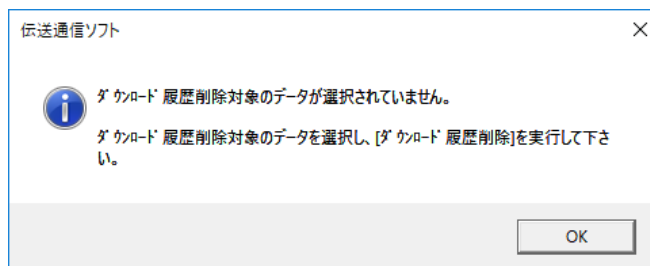 伝送通信ソフト
ﾀﾞｳﾝﾛｰﾄﾞ履歴削除対象のデータが選択されていません。
ﾀﾞｳﾝﾛｰﾄﾞ履歴削除対象のデータを選択し、[ﾀﾞｳﾝﾛｰﾄﾞ履歴削除]を実行して下さ
い。
OK